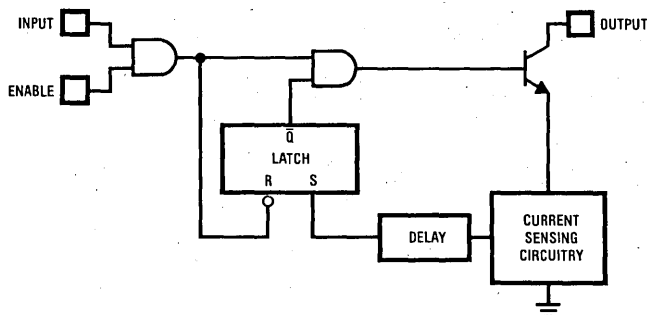 INPUT
OUTPUT
ENABLE
Q̄
LATCH
R S
DELAY
CURRENT
SENSING
CIRCUITRY